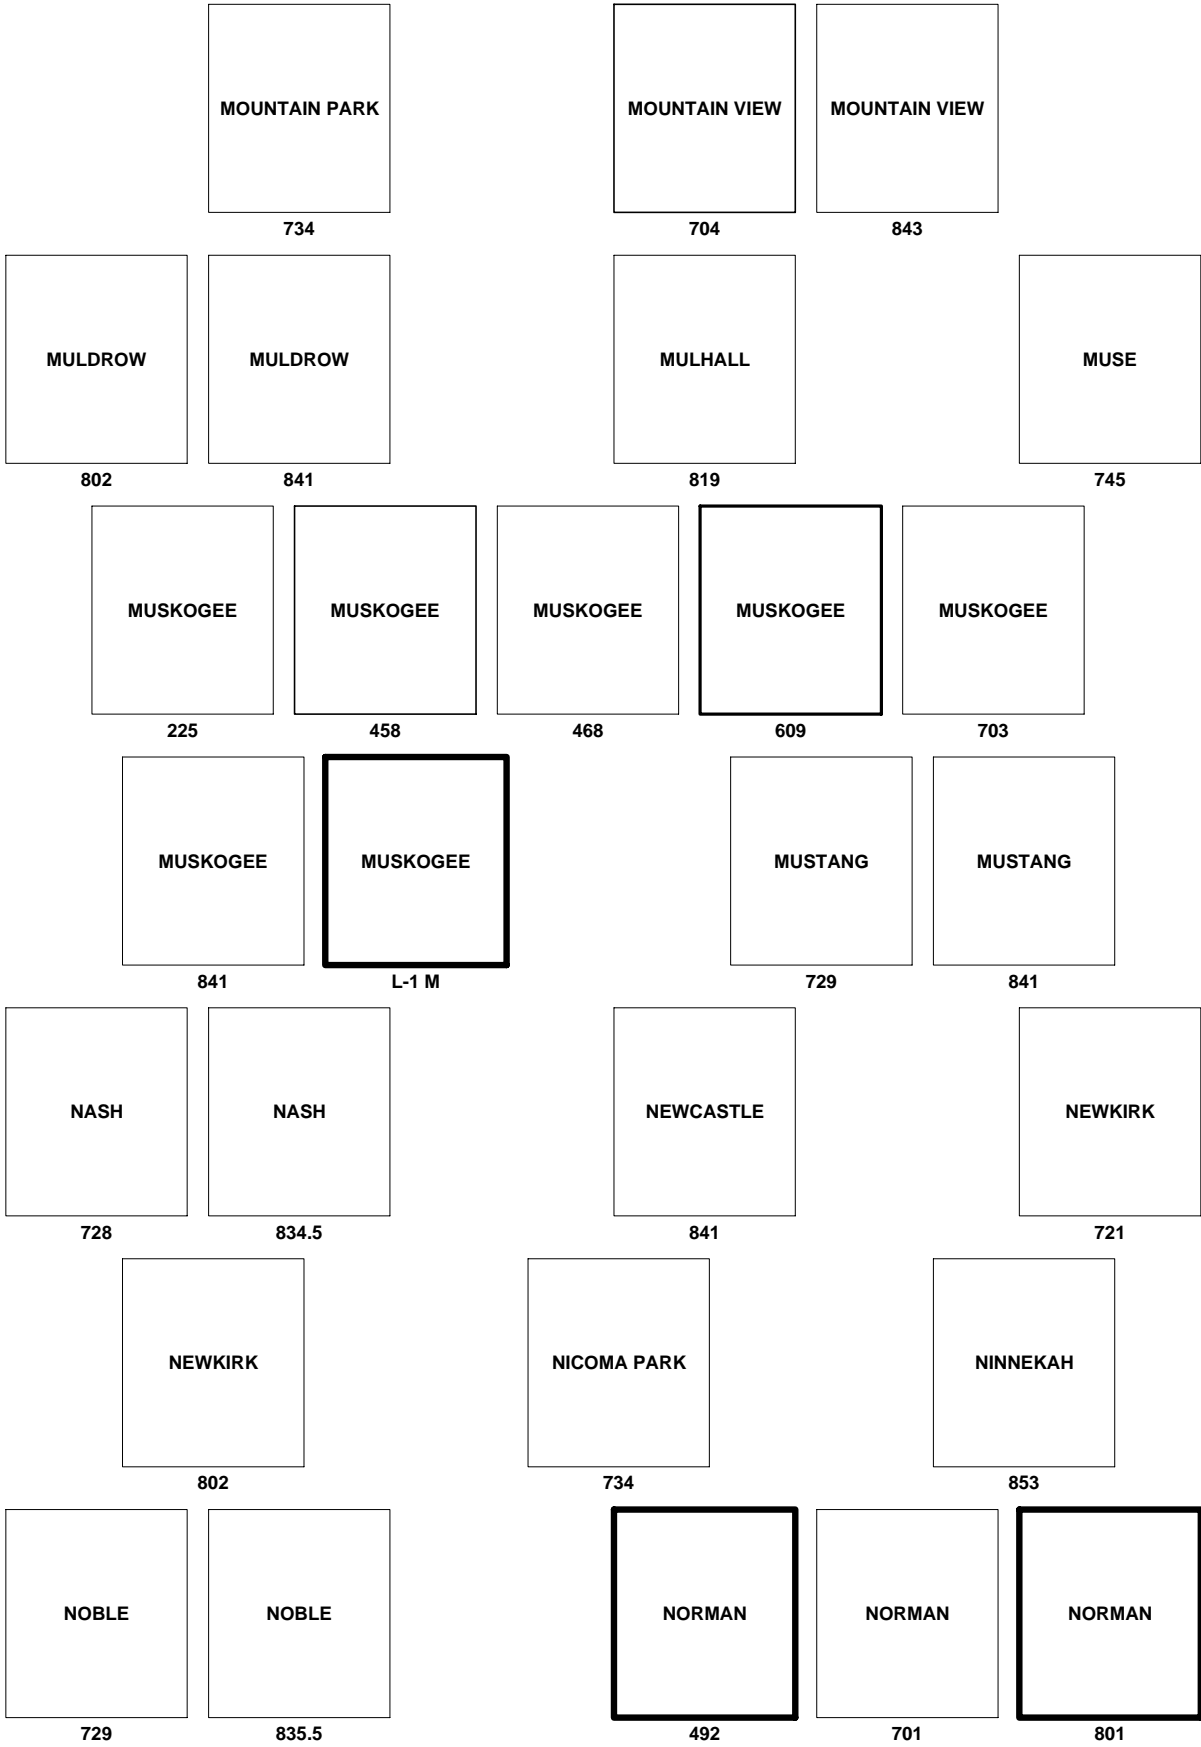 MOUNTAIN PARK MOUNTAIN VIEW MOUNTAIN VIEW
734 704 843
MULDROW MULDROW MULHALL MUSE
802 841 819 745
MUSKOGEE MUSKOGEE MUSKOGEE MUSKOGEE MUSKOGEE
225 458 468 609 703
MUSKOGEE MUSKOGEE MUSTANG MUSTANG
841 L-1 M 729 841
NASH NASH NEWCASTLE NEWKIRK
728 834.5 841 721
NEWKIRK NICOMA PARK NINNEKAH
802 734 853
NOBLE NOBLE NORMAN NORMAN NORMAN
729 835.5 492 701 801